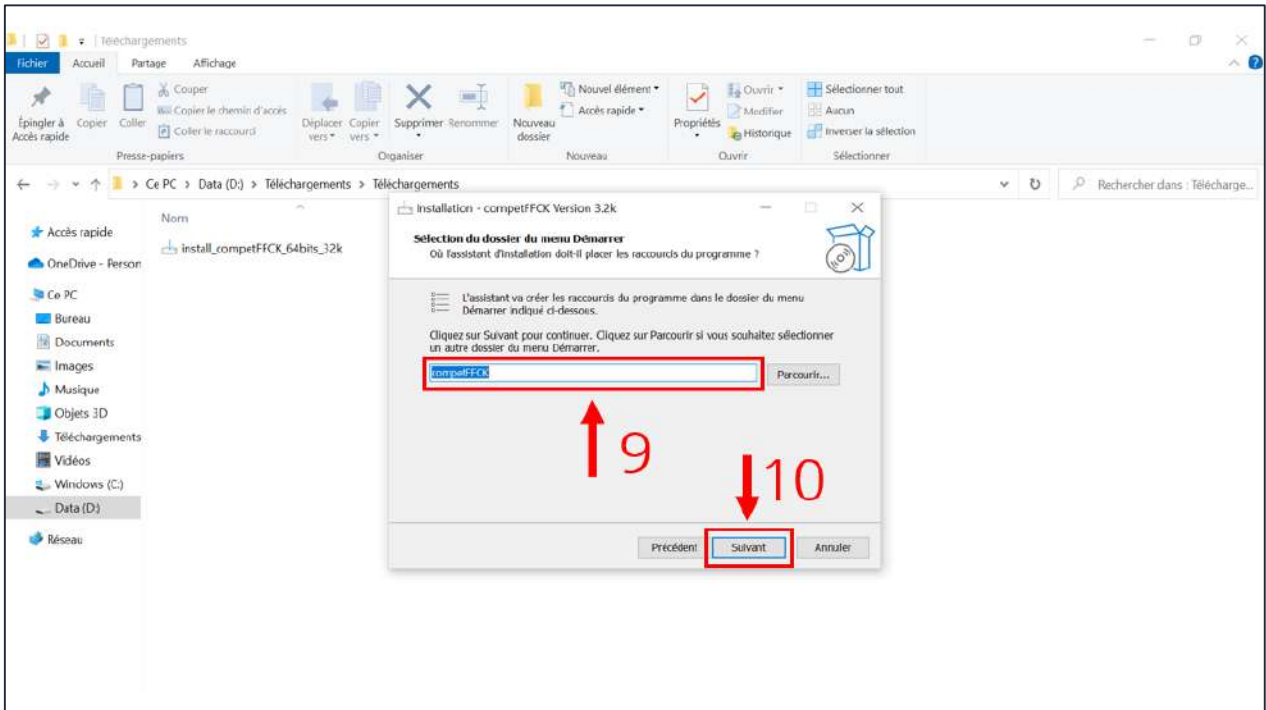 Téléchargements
Fichier Accueil Partage Affichage
Épingler à Accès rapide
Copier
Coller
Couper
Copier le chemin d'accès
Coller le raccourci
Presse-papiers
Déplacer vers
Copier vers
Supprimer
Renommer
Organiser
Nouveau dossier
Nouvel élément
Accès rapide
Nouveau
Propriétés
Ouvrir
Modifier
Historique
Ouvrir
Sélectionner tout
Aucun
Inverser la sélection
Sélectionner
> Ce PC > Data (D:) > Téléchargements > Téléchargements
Rechercher dans : Télécharge...
Accès rapide
OneDrive - Person
Ce PC
Bureau
Documents
Images
Musique
Objets 3D
Téléchargements
Vidéos
Windows (C:)
Data (D:)
Réseau
Nom
install_competFFCK_64bits_32k
Installation - competFFCK Version 3.2k
Sélection du dossier du menu Démarrer
Où l'assistant d'installation doit-il placer les raccourcis du programme ?
L'assistant va créer les raccourcis du programme dans le dossier du menu
Démarrer indiqué ci-dessous.
Cliquez sur Suivant pour continuer. Cliquez sur Parcourir si vous souhaitez sélectionner
un autre dossier du menu Démarrer.
competFFCK
Parcourir...
9
10
Précédent Suivant Annuler